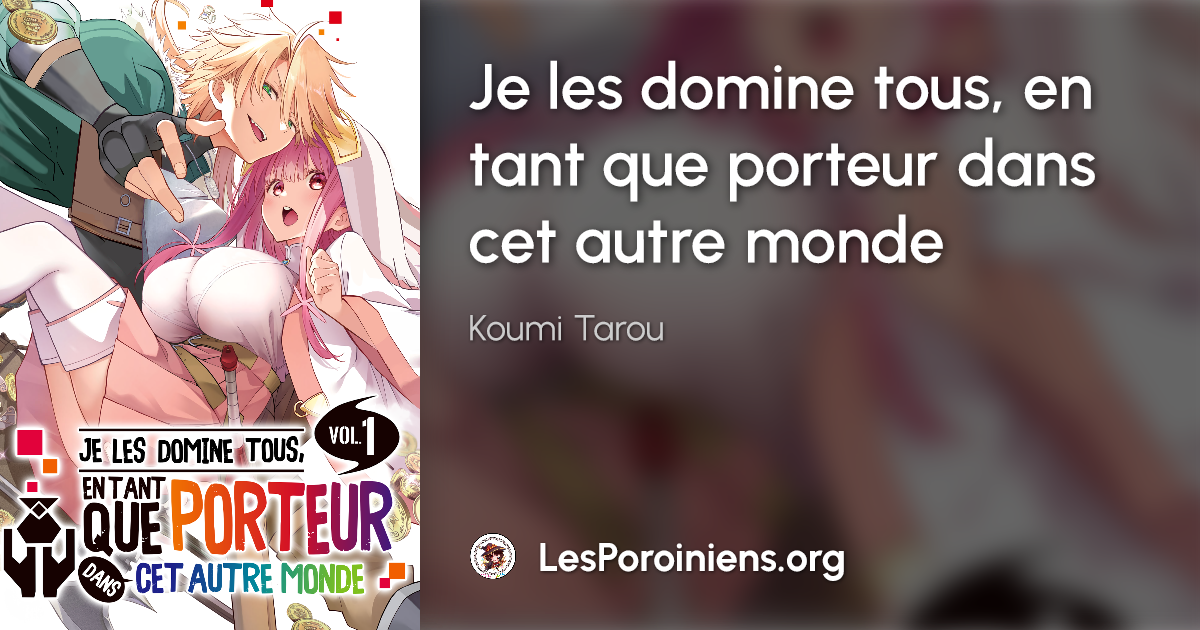 JE LES DOMINE TOUS,
VOL.1
EN TANT
QUE PORTEUR
DANS CET AUTRE MONDE
Je les domine tous, en
tant que porteur dans
cet autre monde
Koumi Tarou
LesPoroiniens.org